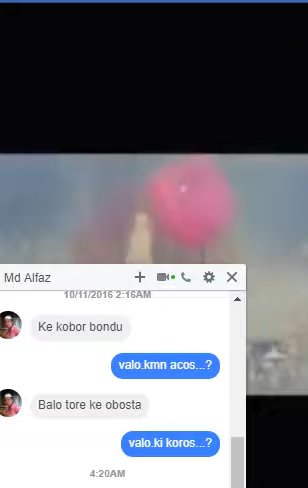 Md Alfaz
10/11/2016 2:16AM
Ke kobor bondu
valo.kmn acos...?
Balo tore ke obosta
valo.ki koros...?
4:20AM